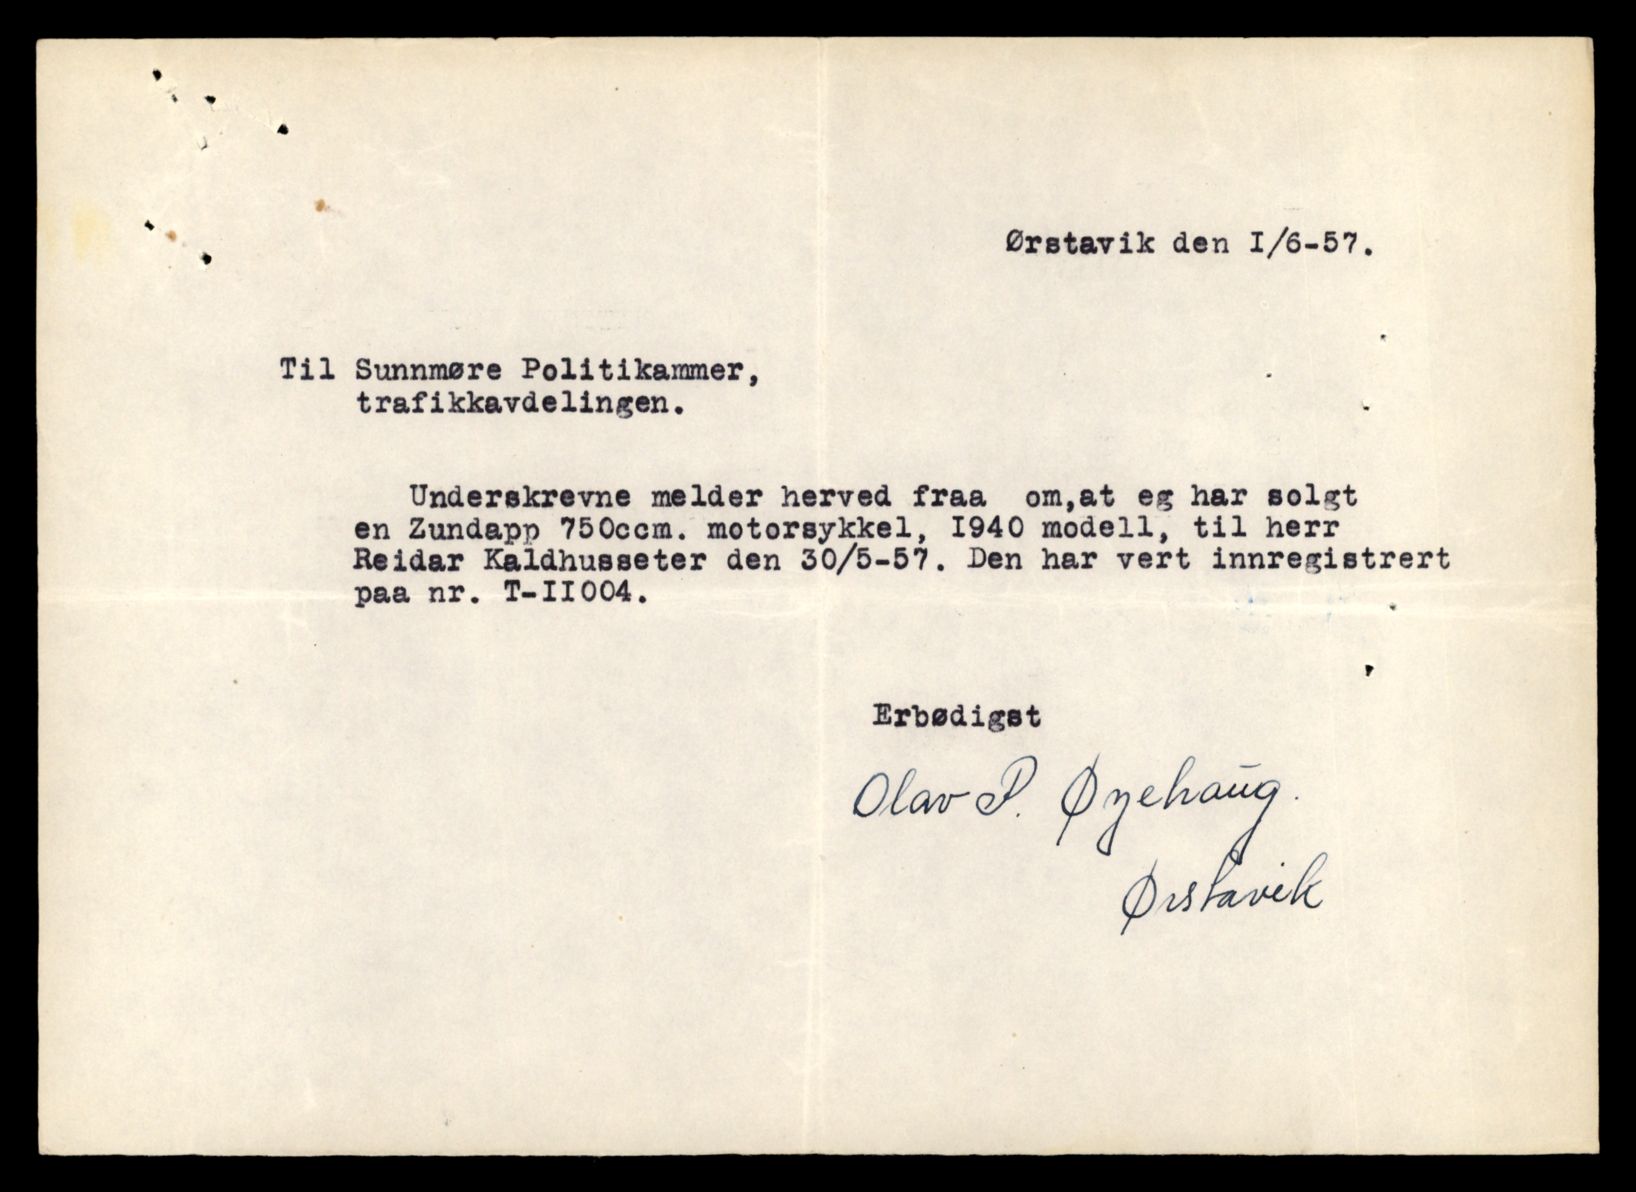 Ørstavik den I/6-57.
Til Sunnmøre Politikammer,
trafikkavdelingen.
Underskrevne melder herved fraa om,at eg har solgt
en Zundapp 750ccm. motorsykkel, I940 modell, til herr
Reidar Kaldhusseter den 30/5-57. Den har vert innregistrert
paa nr. T-II004.
Erbødigst
Olav P. Øyehaug.
Ørstavik